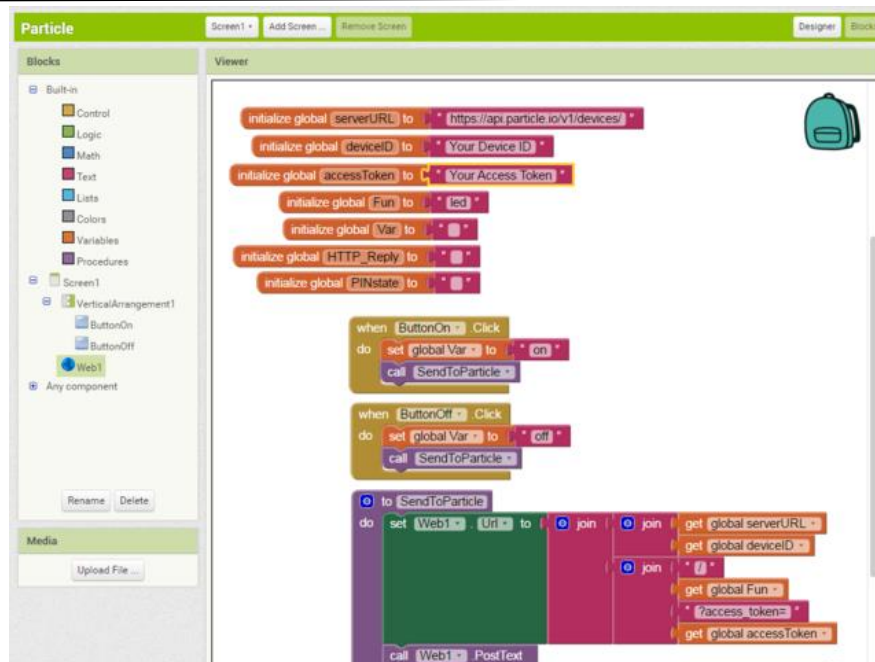 Particle Screen1 Add Screen ... Remove Screen Designer Blocks
Blocks Viewer
Built-in
Control
Logic
Math
Text
Lists
Colors
Variables
Procedures
Screen1
VerticalArrangement1
ButtonOn
ButtonOff
Web1
Any component
Rename Delete
Media
Upload File ...
initialize global serverURL to " https://api.particle.io/v1/devices/ "
initialize global deviceID to " Your Device ID "
initialize global accessToken to " Your Access Token "
initialize global Fun to " led "
initialize global Var to " "
initialize global HTTP_Reply to " "
initialize global PINstate to " "
when ButtonOn .Click
do set global Var to " on "
call SendToParticle
when ButtonOff .Click
do set global Var to " off "
call SendToParticle
to SendToParticle
do set Web1 . Url to join join get global serverURL
get global deviceID
join " / "
get global Fun
" ?access_token= "
get global accessToken
call Web1 .PostText